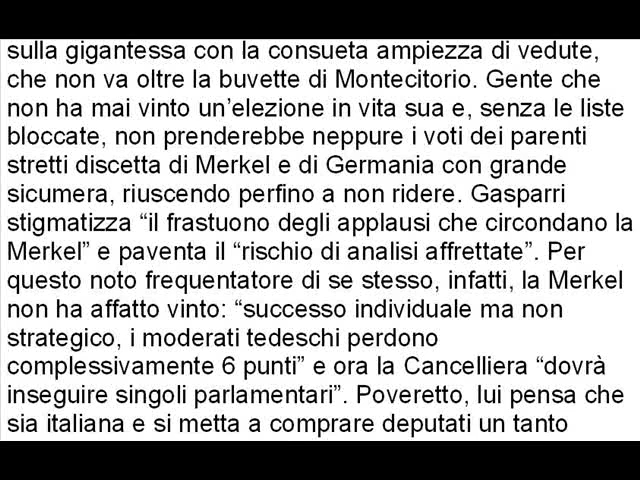 sulla gigantessa con la consueta ampiezza di vedute,
che non va oltre la buvette di Montecitorio. Gente che
non ha mai vinto un’elezione in vita sua e, senza le liste
bloccate, non prenderebbe neppure i voti dei parenti
stretti discetta di Merkel e di Germania con grande
sicumera, riuscendo perfino a non ridere. Gasparri
stigmatizza “il frastuono degli applausi che circondano la
Merkel” e paventa il “rischio di analisi affrettate”. Per
questo noto frequentatore di se stesso, infatti, la Merkel
non ha affatto vinto: “successo individuale ma non
strategico, i moderati tedeschi perdono
complessivamente 6 punti” e ora la Cancelliera “dovrà
inseguire singoli parlamentari”. Poveretto, lui pensa che
sia italiana e si metta a comprare deputati un tanto